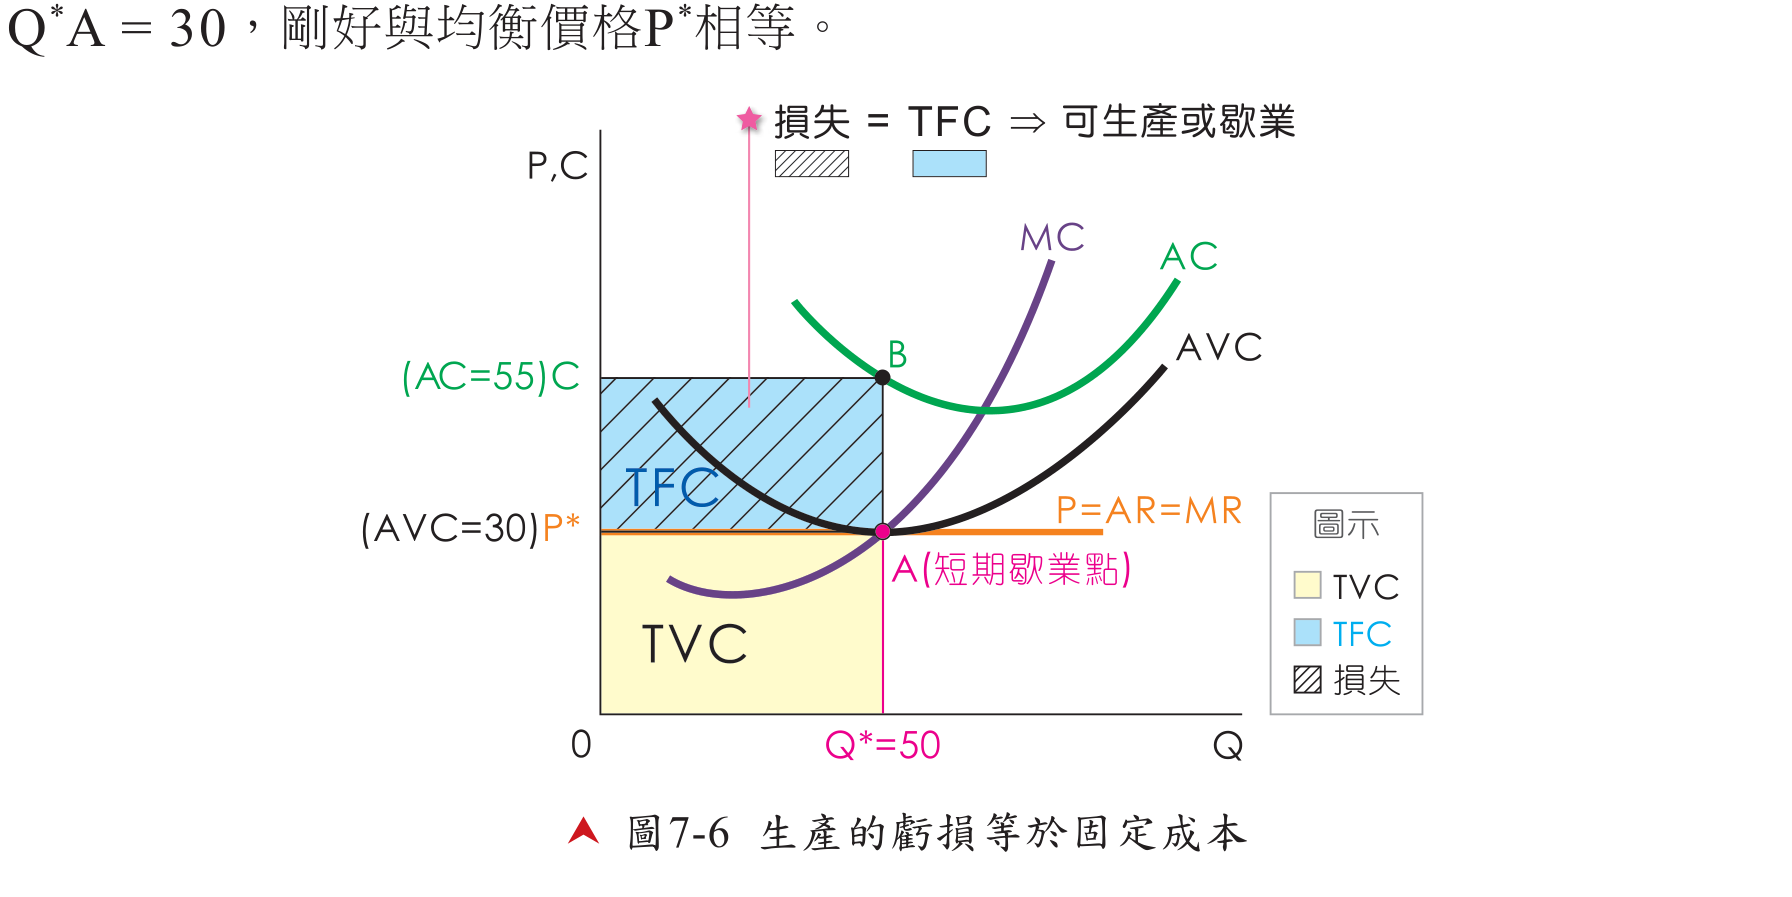 Q*A = 30，剛好與均衡價格P*相等。
損失 = TFC ⇒ 可生產或歇業
P,C
MC
AC
AVC
B
(AC=55)C
TFC
(AVC=30)P*
P=AR=MR
A(短期歇業點)
TVC
圖示
TVC
TFC
損失
0
Q*=50
Q
圖7-6 生產的虧損等於固定成本